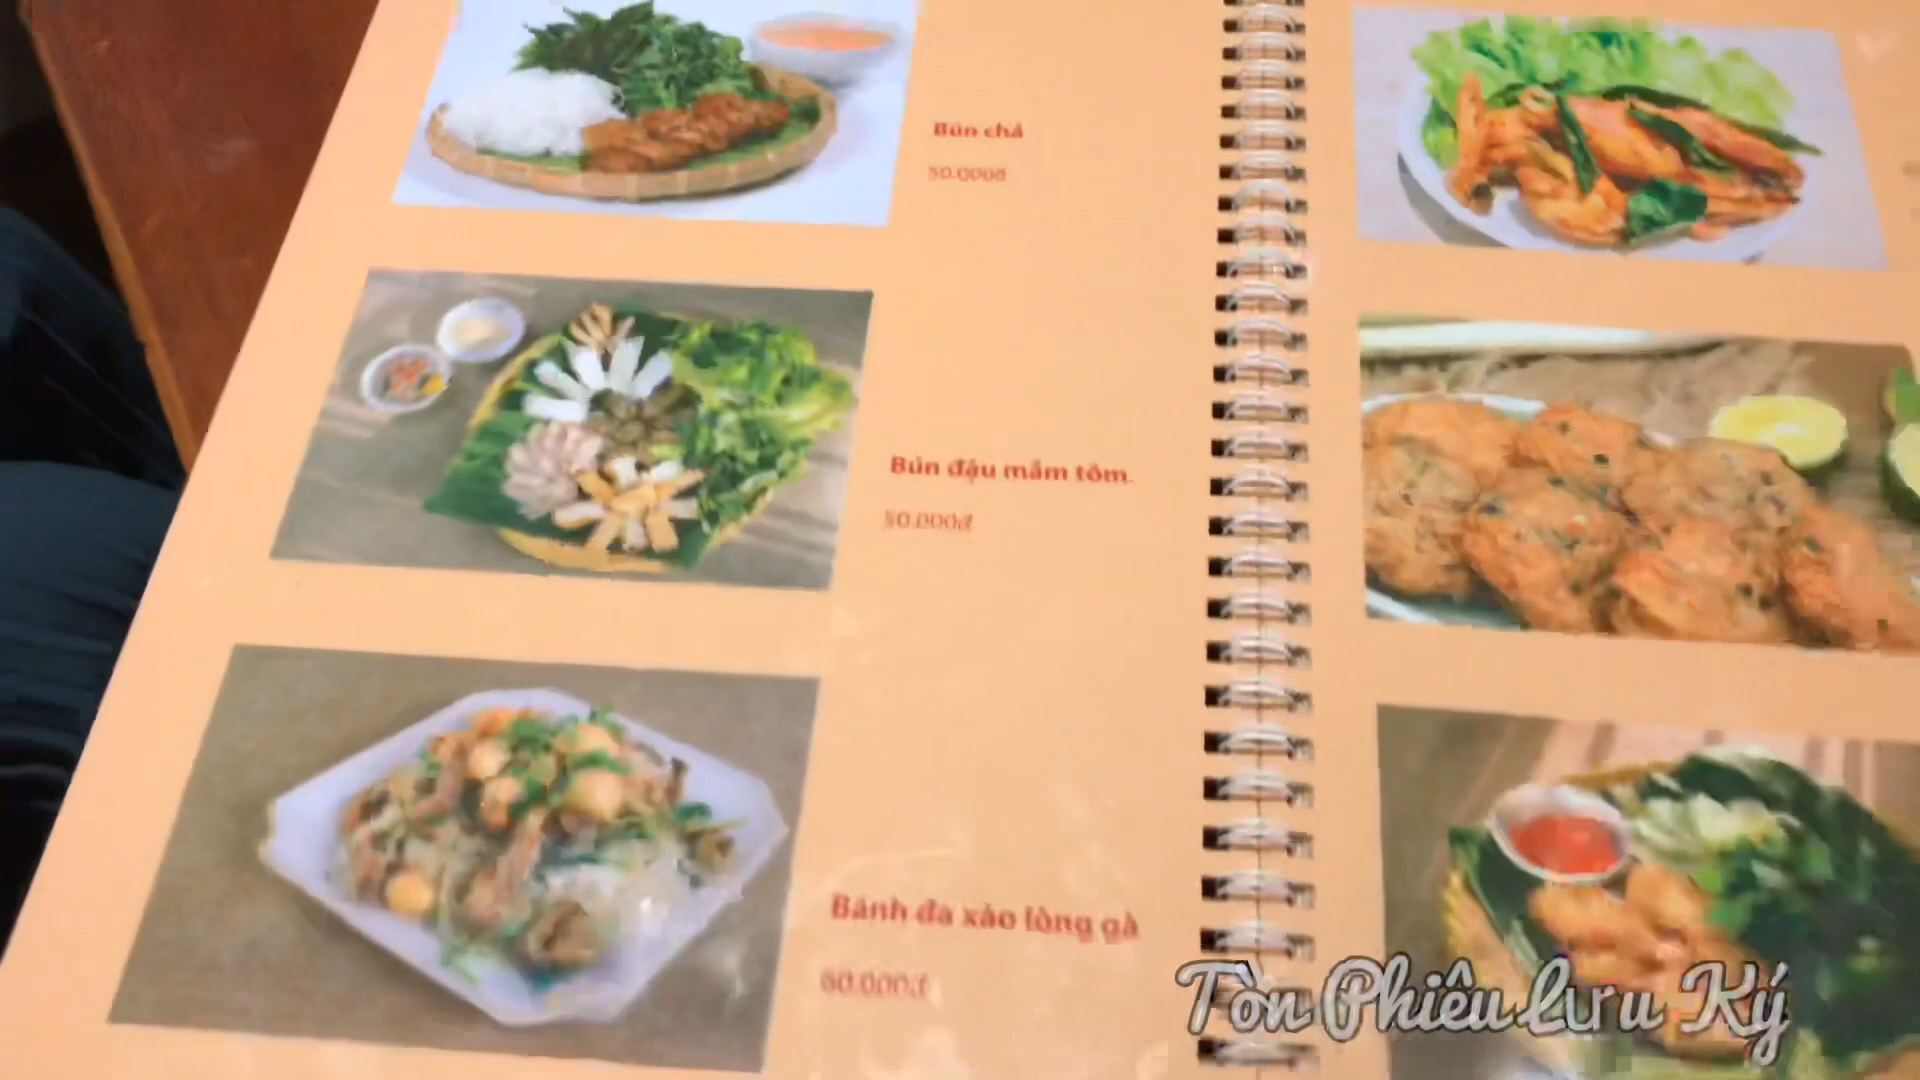 Bún chả
50.000đ
Bún đậu mắm tôm
50.000đ
Bánh đa xào lòng gà
60.000đ
Tồn Phiêu Lưu Ký